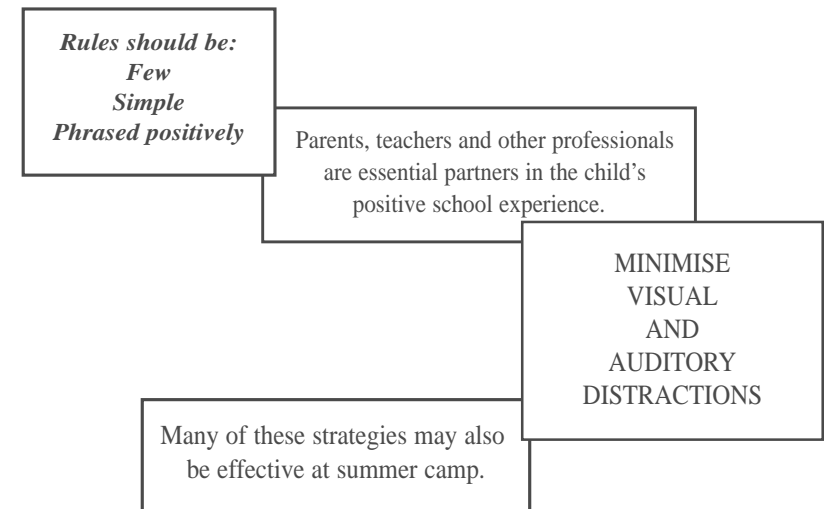 Rules should be:
Few
Simple
Phrased positively
Parents, teachers and other professionals
are essential partners in the child’s
positive school experience.
MINIMISE
VISUAL
AND
AUDITORY
DISTRACTIONS
Many of these strategies may also
be effective at summer camp.